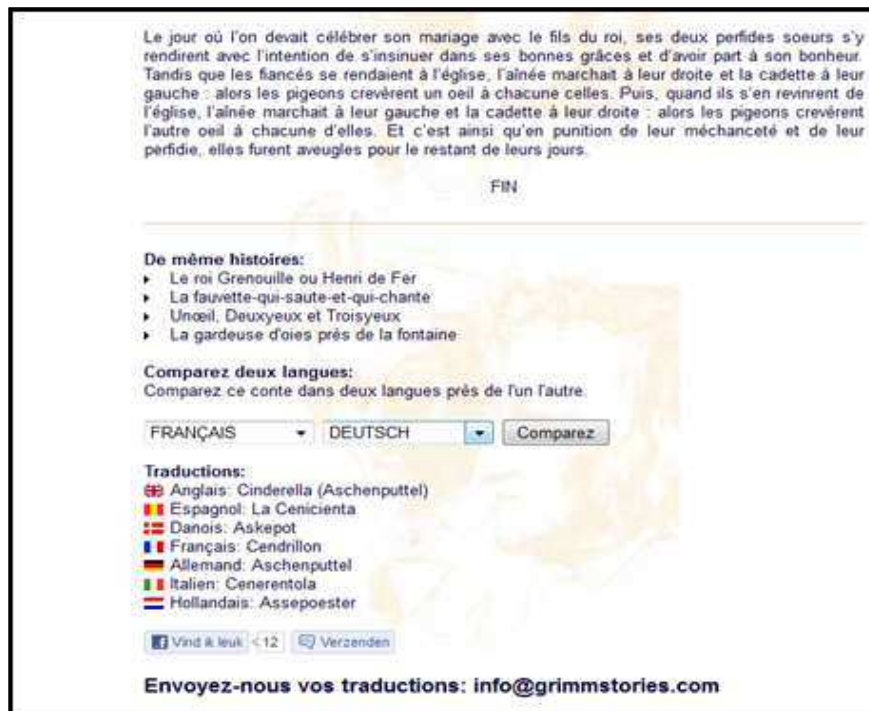 Le jour où l'on devait célébrer son mariage avec le fils du roi, ses deux perfides soeurs s'y
rendirent avec l'intention de s'insinuer dans ses bonnes grâces et d'avoir part à son bonheur.
Tandis que les fiancés se rendaient à l'église, l'aînée marchait à leur droite et la cadette à leur
gauche : alors les pigeons crevèrent un oeil à chacune celles. Puis, quand ils s'en revinrent de
l'église, l'aînée marchait à leur gauche et la cadette à leur droite : alors les pigeons crevèrent
l'autre oeil à chacune d'elles. Et c'est ainsi qu'en punition de leur méchanceté et de leur
perfidie, elles furent aveugles pour le restant de leurs jours.
FIN
De même histoires:
Le roi Grenouille ou Henri de Fer
La fauvette-qui-saute-et-qui-chante
Unœil, Deuxyeux et Troisyeux
La gardeuse d'oies près de la fontaine
Comparez deux langues:
Comparez ce conte dans deux langues près de l'un l'autre.
FRANÇAIS DEUTSCH Comparez
Traductions:
Anglais: Cinderella (Aschenputtel)
Espagnol: La Cenicienta
Danois: Askepot
Français: Cendrillon
Allemand: Aschenputtel
Italien: Cenerentola
Hollandais: Assepoester
Vind ik leuk 12 Verzenden
Envoyez-nous vos traductions: info@grimmstories.com